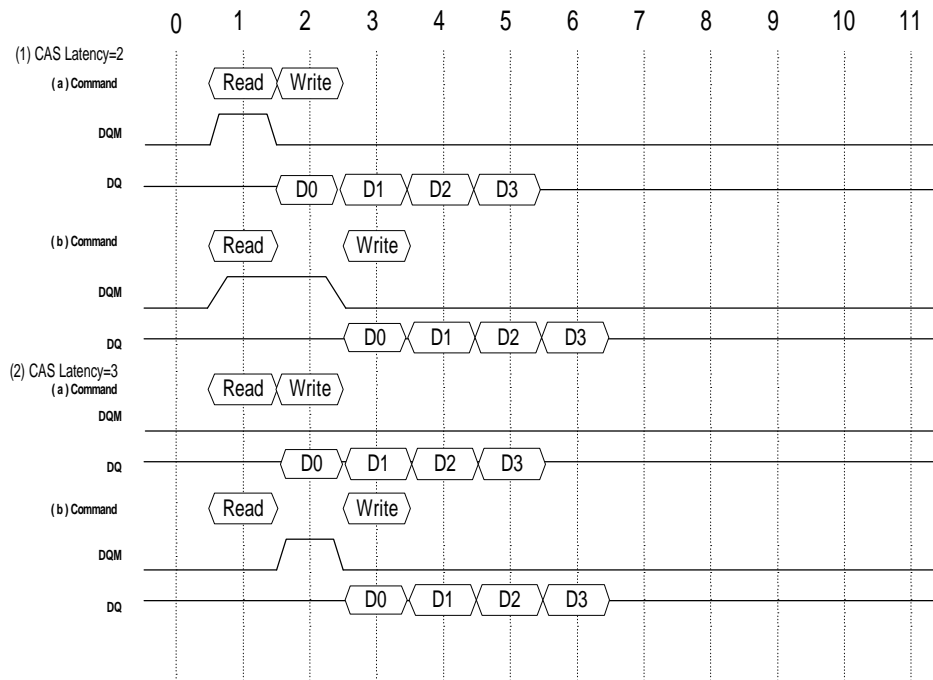 0 1 2 3 4 5 6 7 8 9 10 11
(1) CAS Latency=2
( a ) Command Read Write
DQM
DQ D0 D1 D2 D3
( b ) Command Read Write
DQM
DQ D0 D1 D2 D3
(2) CAS Latency=3
( a ) Command Read Write
DQM
DQ D0 D1 D2 D3
( b ) Command Read Write
DQM
DQ D0 D1 D2 D3